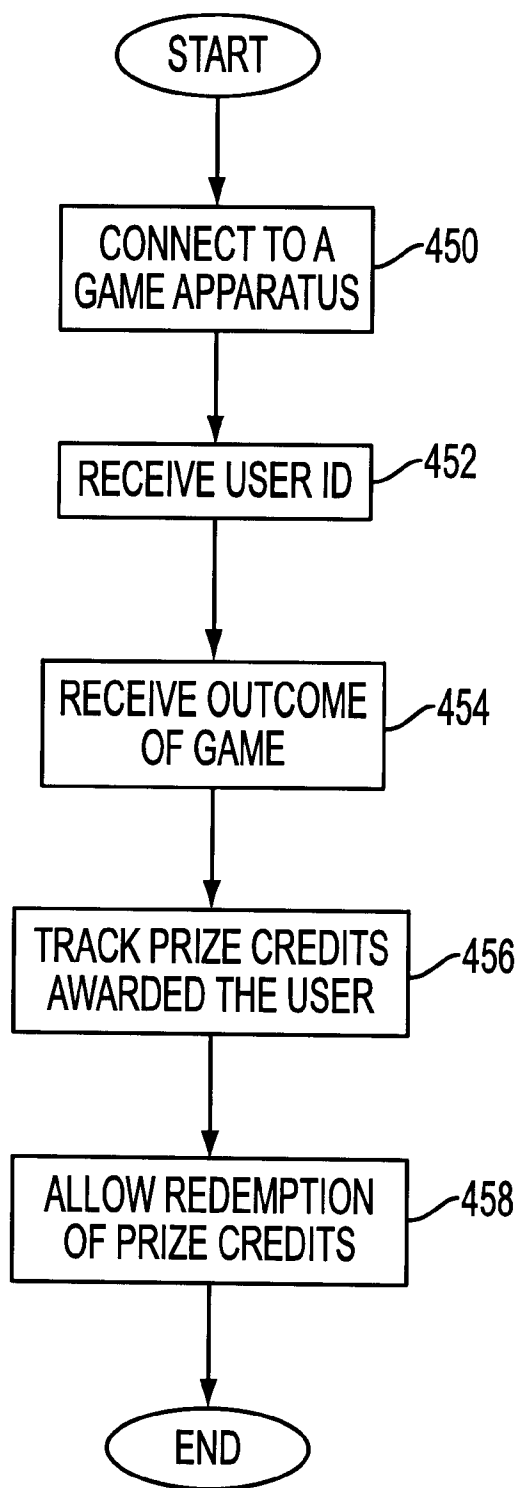 START
CONNECT TO A
GAME APPARATUS
450
RECEIVE USER ID
452
RECEIVE OUTCOME
OF GAME
454
TRACK PRIZE CREDITS
AWARDED THE USER
456
ALLOW REDEMPTION
OF PRIZE CREDITS
458
END